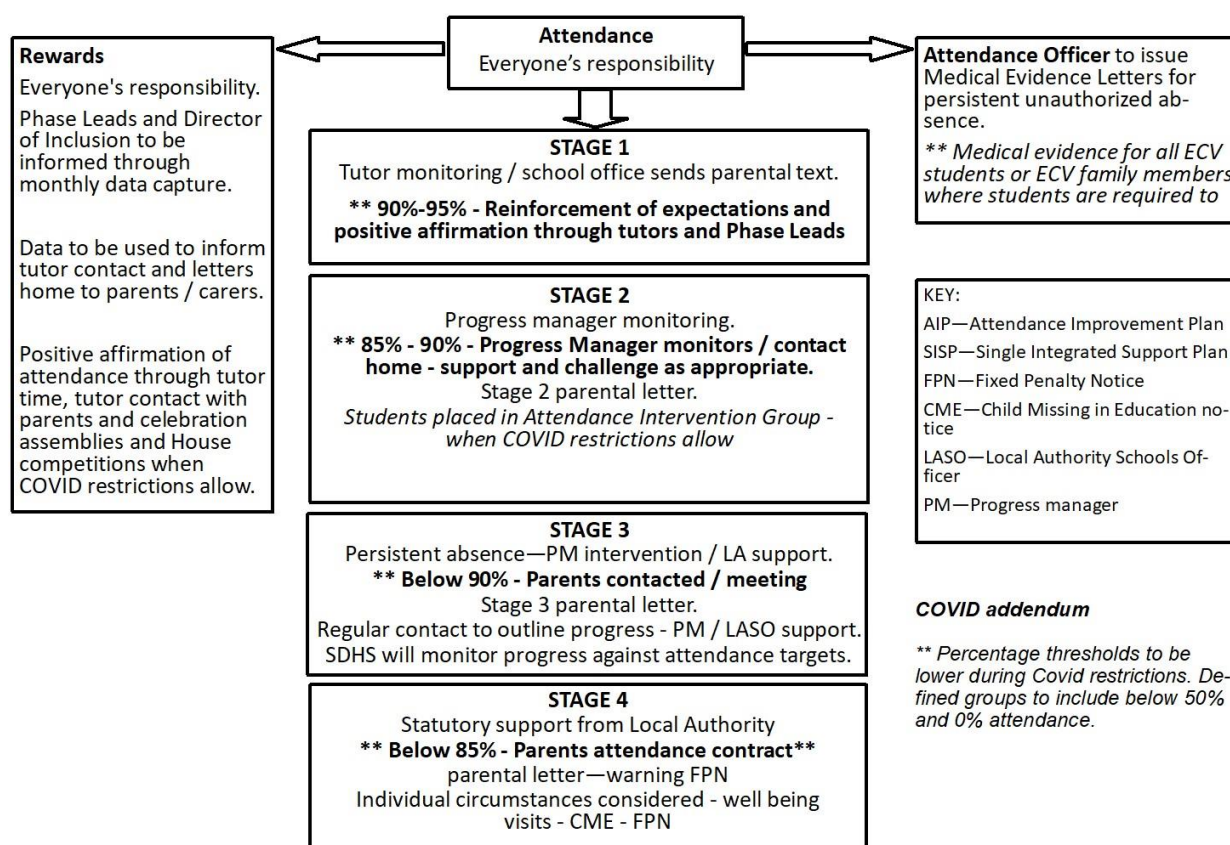 Attendance
Everyone's responsibility
Rewards
Everyone's responsibility.
Phase Leads and Director
of Inclusion to be
informed through
monthly data capture.
Data to be used to inform
tutor contact and letters
home to parents / carers.
Positive affirmation of
attendance through tutor
time, tutor contact with
parents and celebration
assemblies and House
competitions when
COVID restrictions allow.
STAGE 1
Tutor monitoring / school office sends parental text.
** 90%-95% - Reinforcement of expectations and
positive affirmation through tutors and Phase Leads
STAGE 2
Progress manager monitoring.
** 85% - 90% - Progress Manager monitors / contact
home - support and challenge as appropriate.
Stage 2 parental letter.
Students placed in Attendance Intervention Group -
when COVID restrictions allow
STAGE 3
Persistent absence—PM intervention / LA support.
** Below 90% - Parents contacted / meeting
Stage 3 parental letter.
Regular contact to outline progress - PM / LASO support.
SDHS will monitor progress against attendance targets.
STAGE 4
Statutory support from Local Authority
** Below 85% - Parents attendance contract**
parental letter—warning FPN
Individual circumstances considered - well being
visits - CME - FPN
Attendance Officer to issue
Medical Evidence Letters for
persistent unauthorized ab-
sence.
** Medical evidence for all ECV
students or ECV family members
where students are required to
KEY:
AIP—Attendance Improvement Plan
SISP—Single Integrated Support Plan
FPN—Fixed Penalty Notice
CME—Child Missing in Education no-
tice
LASO—Local Authority Schools Of-
ficer
PM—Progress manager
COVID addendum
** Percentage thresholds to be
lower during Covid restrictions. De-
fined groups to include below 50%
and 0% attendance.